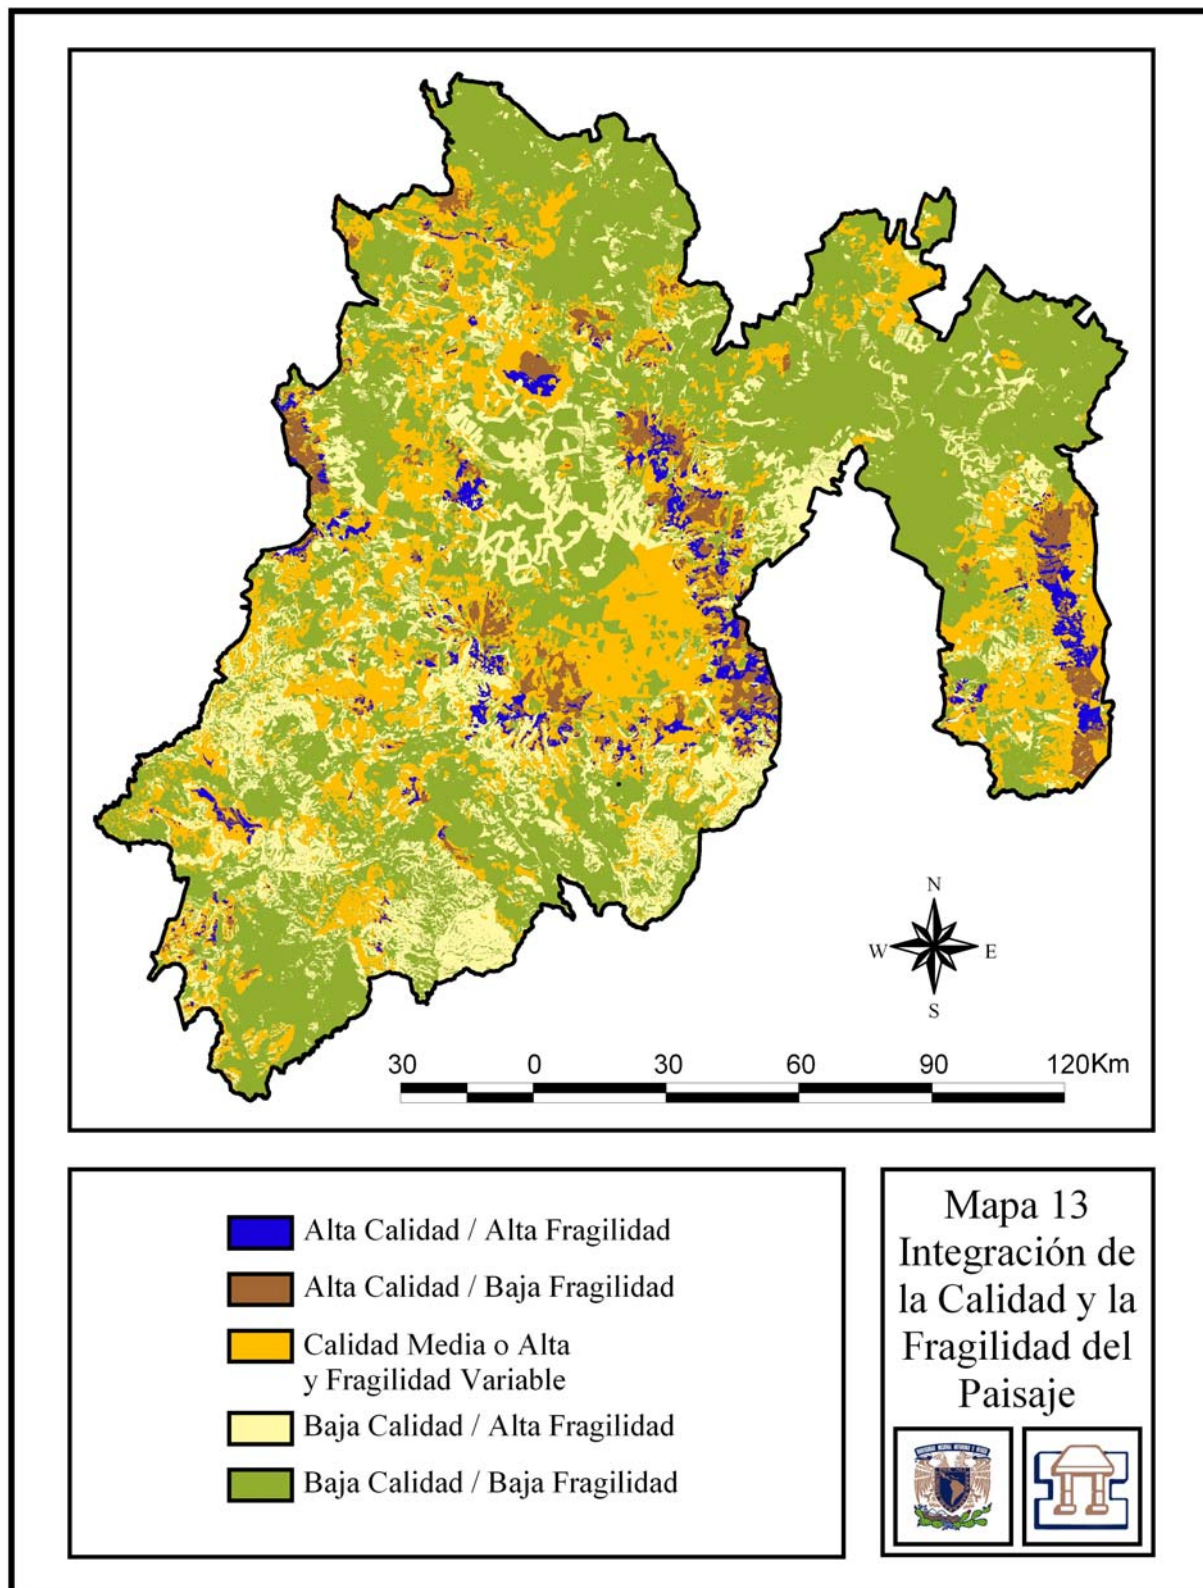 N
W E
S
30 0 30 60 90 120Km
Alta Calidad / Alta Fragilidad
Alta Calidad / Baja Fragilidad
Calidad Media o Alta
y Fragilidad Variable
Baja Calidad / Alta Fragilidad
Baja Calidad / Baja Fragilidad
Mapa 13
Integración de
la Calidad y la
Fragilidad del
Paisaje